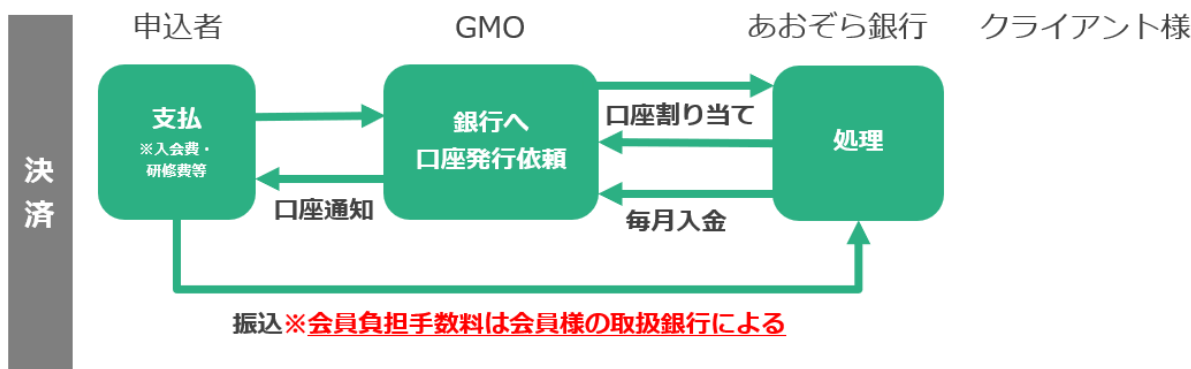 申込者
GMO
あおぞら銀行
クライアント様
決済
支払
※入会費・
研修費等
銀行へ
口座発行依頼
口座割り当て
処理
口座通知
毎月入金
振込※会員負担手数料は会員様の取扱銀行による